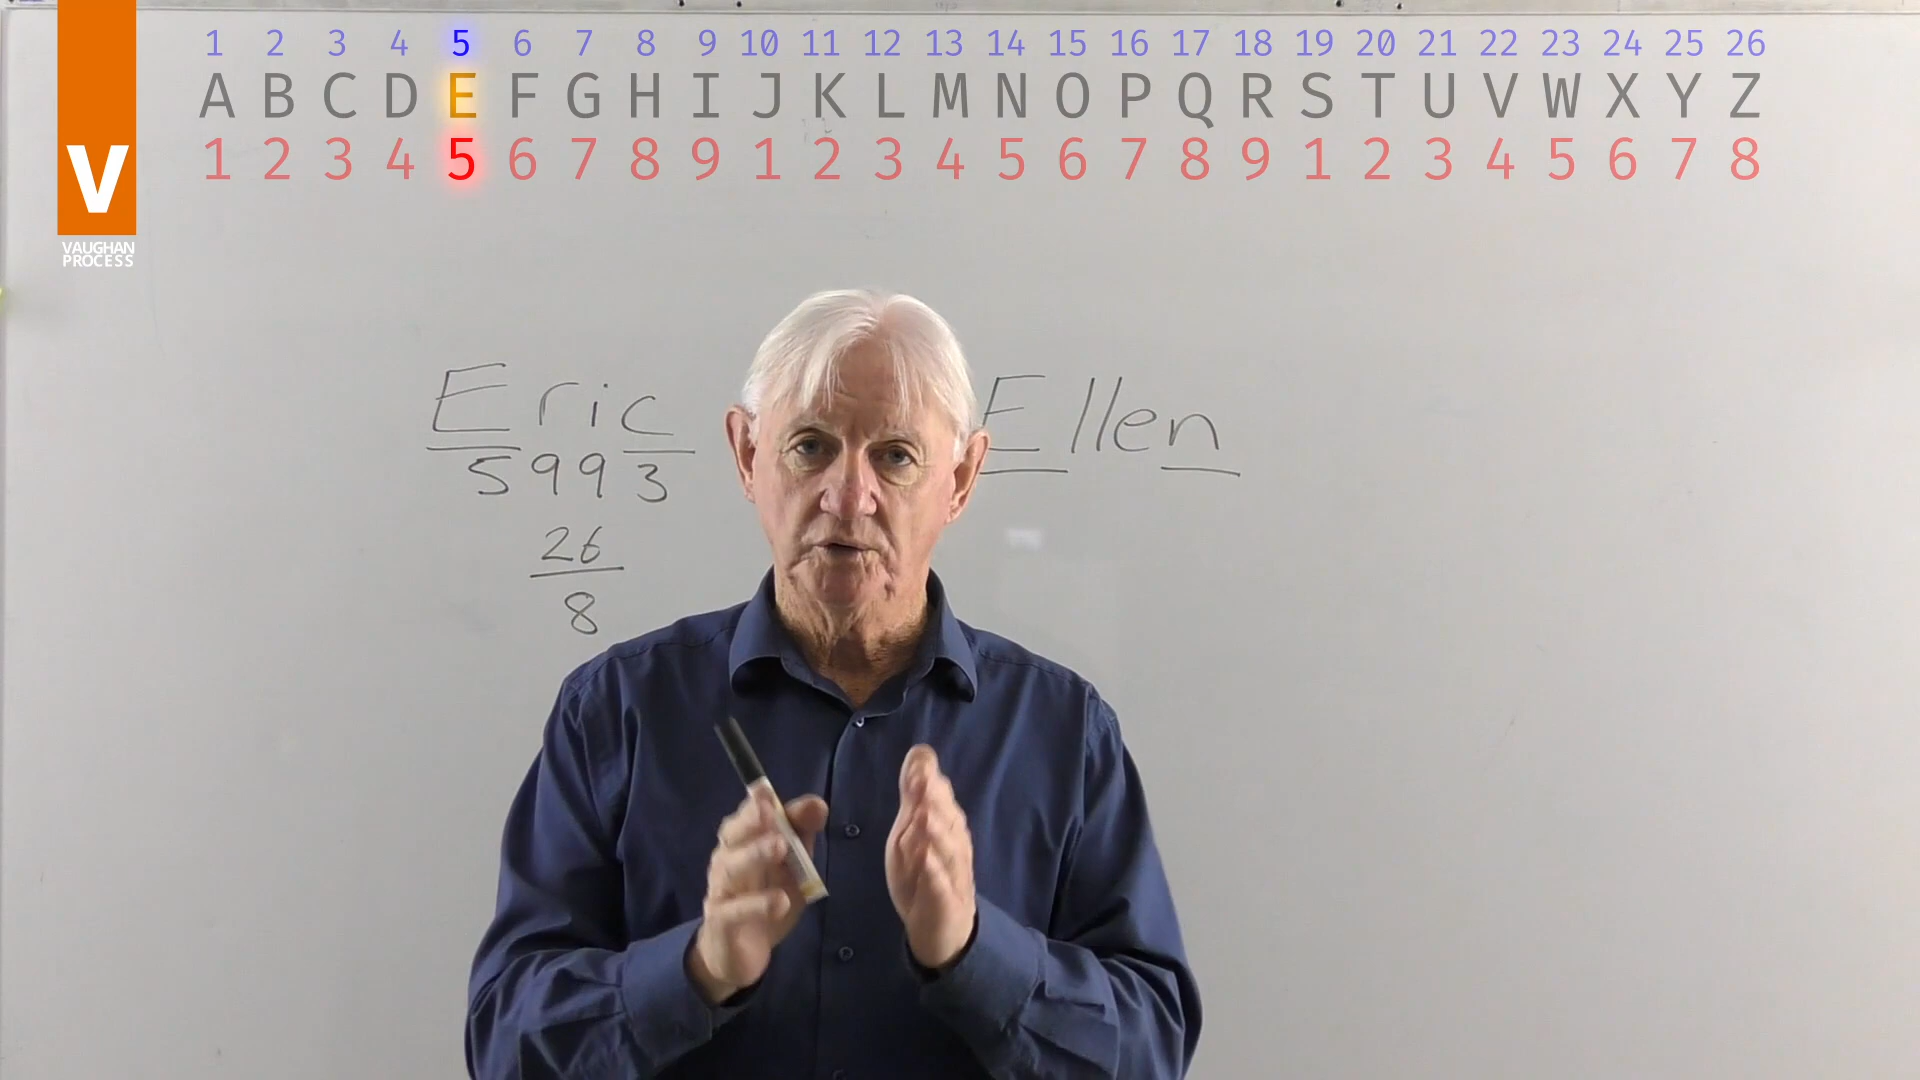 1 2 3 4 5 6 7 8 9 10 11 12 13 14 15 16 17 18 19 20 21 22 23 24 25 26
A B C D E F G H I J K L M N O P Q R S T U V W X Y Z
1 2 3 4 5 6 7 8 9 1 2 3 4 5 6 7 8 9 1 2 3 4 5 6 7 8
V
VAUGHAN
PROCESS
Eric Ellen
5993
26
8